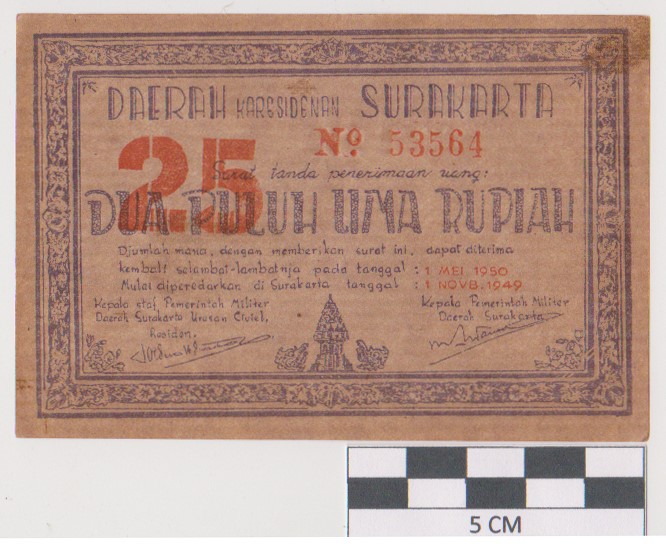 DAERAH KARESIDENAN SURAKARTA
25
No. 53564
Surat tanda penerimaan uang:
DUA PULUH LIMA RUPIAH
Djumlah mana, dengan memberikan surat ini, dapat diterima
kembali selambat-lambatnja pada tanggal : 1 MEI 1950
Mulai diperedarkan di Surakarta tanggal : 1 NOVB. 1949
Kepala staf Pemerintah Militer
Daerah Surakarta Urusan Civiel,
Residen.
Kepala Pemerintah Militer
Daerah Surakarta
5 CM